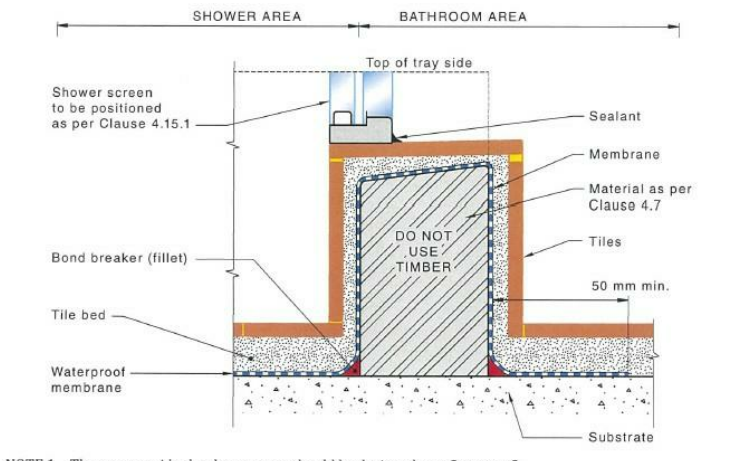 SHOWER AREA
BATHROOM AREA
Top of tray side
Shower screen
to be positioned
as per Clause 4.15.1
Sealant
Membrane
Material as per
Clause 4.7
DO NOT
USE
TIMBER
Tiles
Bond breaker (fillet)
50 mm min.
Tile bed
Waterproof
membrane
Substrate